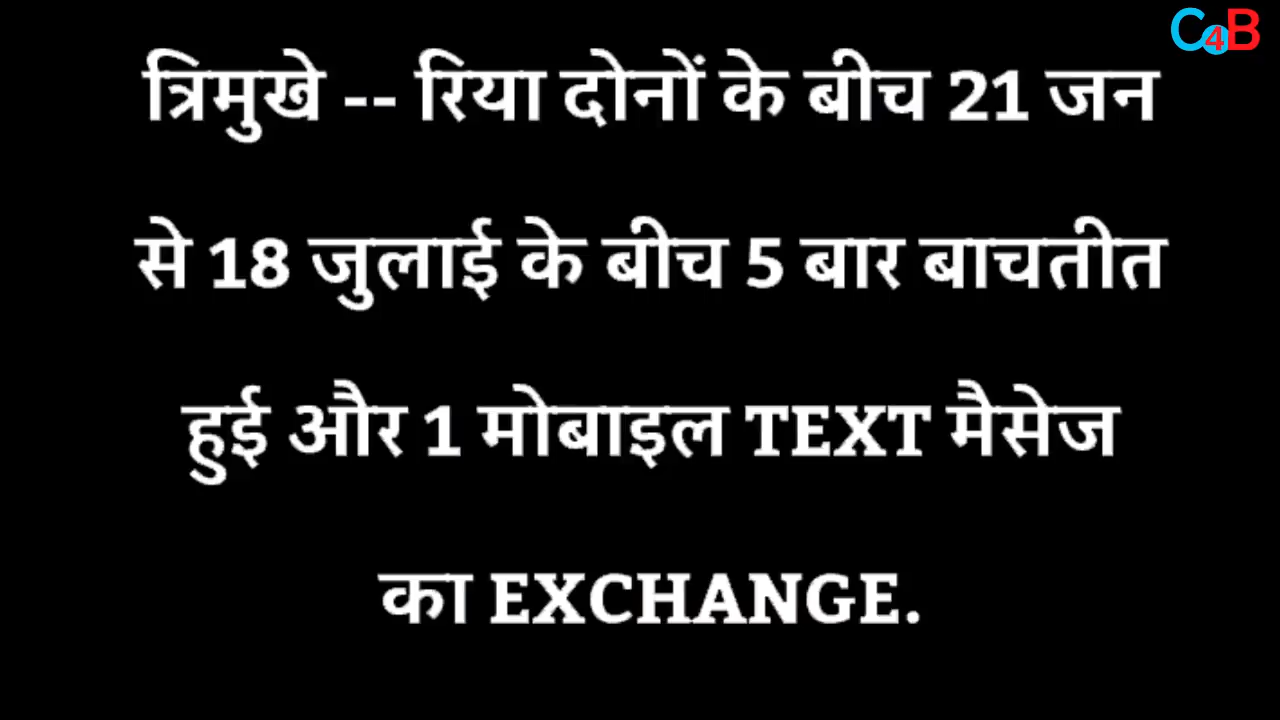 C4B
त्रिमुखे -- रिया दोनों के बीच 21 जन
से 18 जुलाई के बीच 5 बार बाचतीत
हुई और 1 मोबाइल TEXT मैसेज
का EXCHANGE.